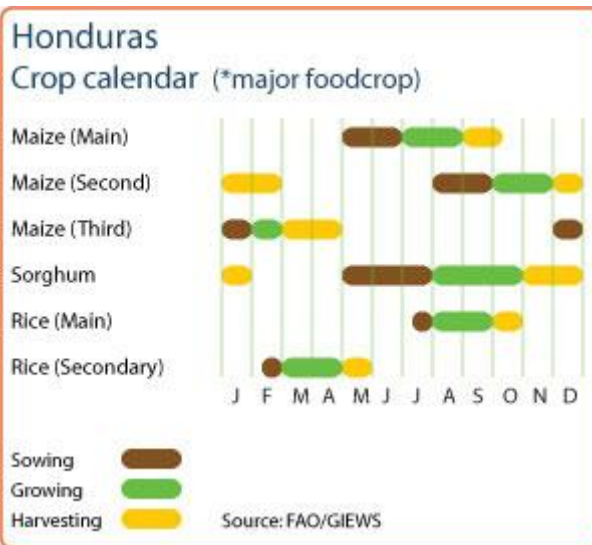 Honduras
Crop calendar (*major foodcrop)
Maize (Main)
Maize (Second)
Maize (Third)
Sorghum
Rice (Main)
Rice (Secondary)
J F M A M J J A S O N D
Sowing
Growing
Harvesting
Source: FAO/GIEWS